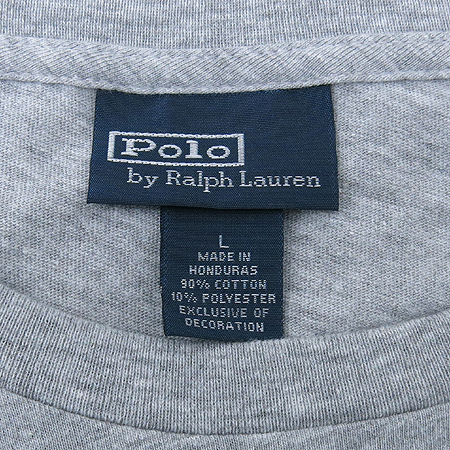 Polo
by Ralph Lauren
L
MADE IN
HONDURAS
90% COTTON
10% POLYESTER
EXCLUSIVE OF
DECORATION